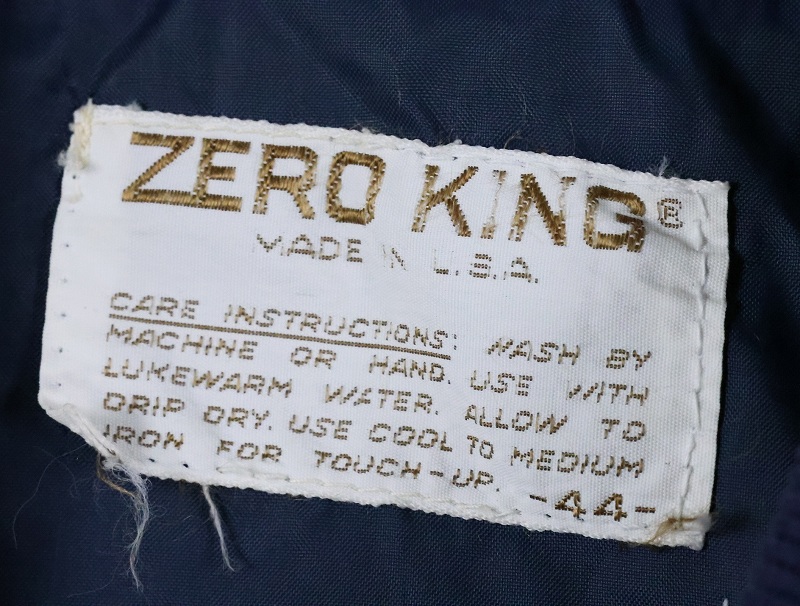 ZERO KING®
MADE IN U.S.A.
CARE INSTRUCTIONS: WASH BY
MACHINE OR HAND. USE WITH
LUKEWARM WATER. ALLOW TO
DRIP DRY. USE COOL TO MEDIUM
IRON FOR TOUCH-UP. -44-